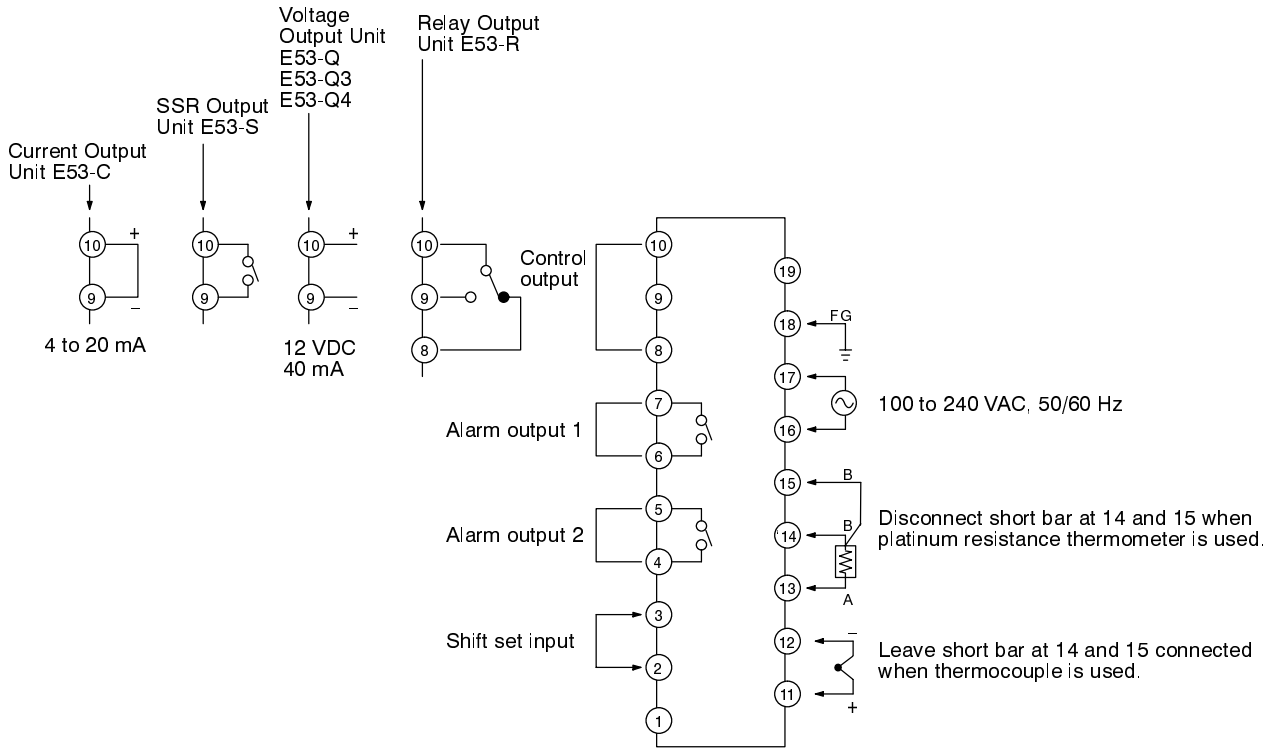 Voltage
Output Unit
E53-Q
E53-Q3
E53-Q4
Relay Output
Unit E53-R
SSR Output
Unit E53-S
Current Output
Unit E53-C
10
+
9
–
4 to 20 mA
10
9
10
+
9
–
12 VDC
40 mA
10
9
8
Control
output
10
9
8
Alarm output 1
7
6
Alarm output 2
5
4
Shift set input
3
2
1
19
18
FG
17
16
100 to 240 VAC, 50/60 Hz
15
B
14
B
13
A
Disconnect short bar at 14 and 15 when
platinum resistance thermometer is used.
12
–
11
+
Leave short bar at 14 and 15 connected
when thermocouple is used.